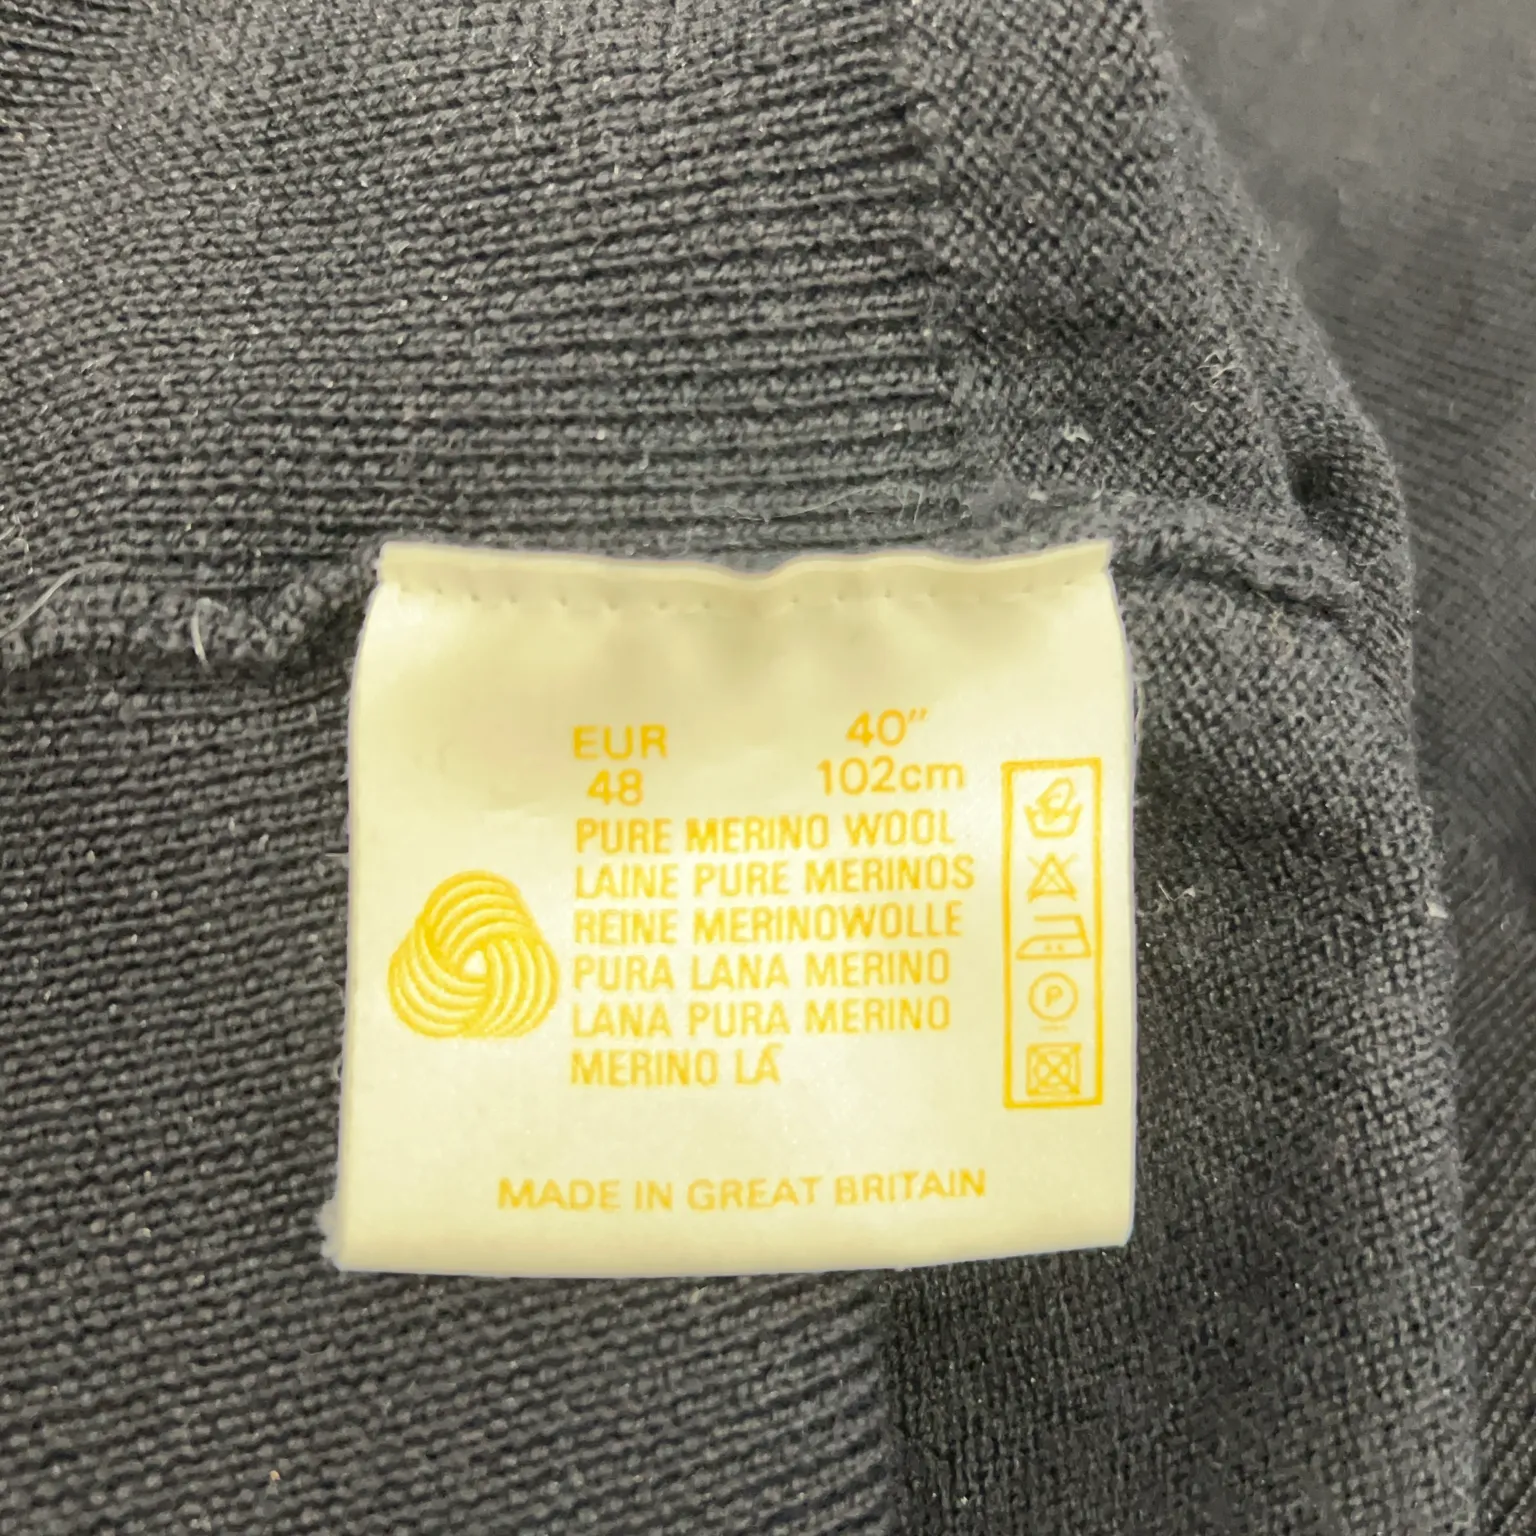 EUR 40"
48 102cm
PURE MERINO WOOL
LAINE PURE MERINOS
REINE MERINOWOLLE
PURA LANA MERINO
LANA PURA MERINO
MERINO LÁ
P
MADE IN GREAT BRITAIN